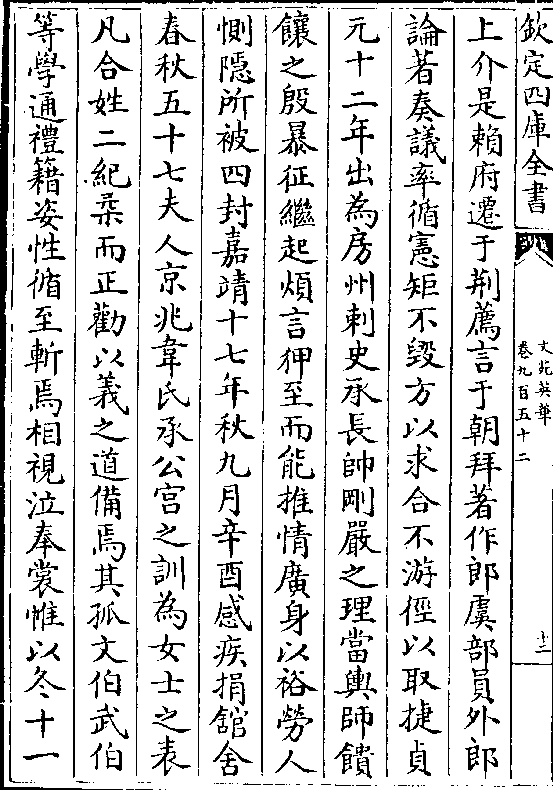 欽定四庫全書
文苑英華
卷九百五十二
十二
上介是賴府遷于荆薦言于朝拜著作郎虞部員外郎
論著奏議率循憲矩不毀方以求合不游徑以取捷貞
元十二年出為房州刺史承長帥剛嚴之理當輿師饋
饟之殷暴征繼起煩言狎至而能推情廣身以裕勞人
惻隱所被四封嘉靖十七年秋九月辛酉感疾捐舘舍
春秋五十七夫人京兆韋氏承公宫之訓為女士之表
凡合姓二紀柔而正勸以義之道備焉其孤文伯武伯
等學通禮籍姿性循至斬焉相視泣奉裳帷以冬十一